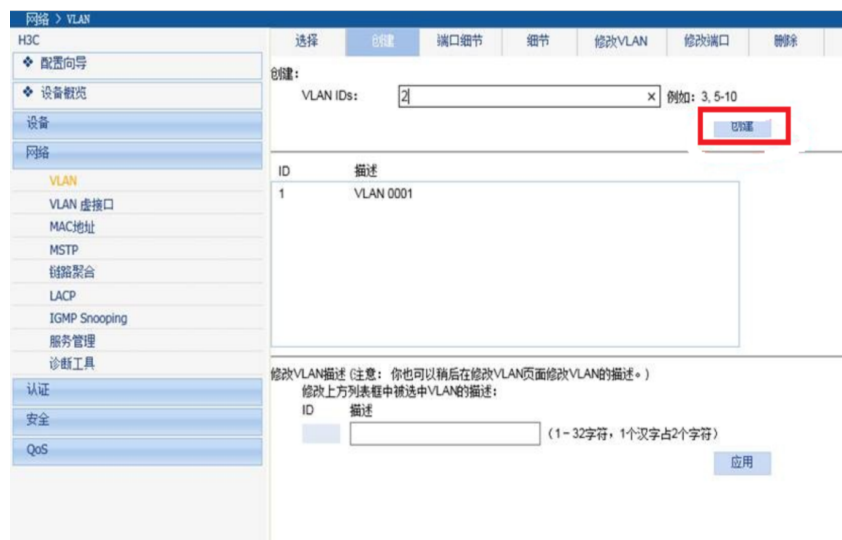 网络 > VLAN
H3C
选择 创建 端口细节 细节 修改VLAN 修改端口 删除
❖ 配置向导
❖ 设备概览
设备
网络
VLAN
VLAN 虚接口
MAC地址
MSTP
链路聚合
LACP
IGMP Snooping
服务管理
诊断工具
认证
安全
QoS
创建:
VLAN IDs: 2 × 例如: 3, 5-10
创建
ID 描述
1 VLAN 0001
修改VLAN描述 (注意: 你也可以稍后在修改VLAN页面修改VLAN的描述。)
修改上方列表框中被选中VLAN的描述:
ID 描述
(1-32字符, 1个汉字占2个字符)
应用